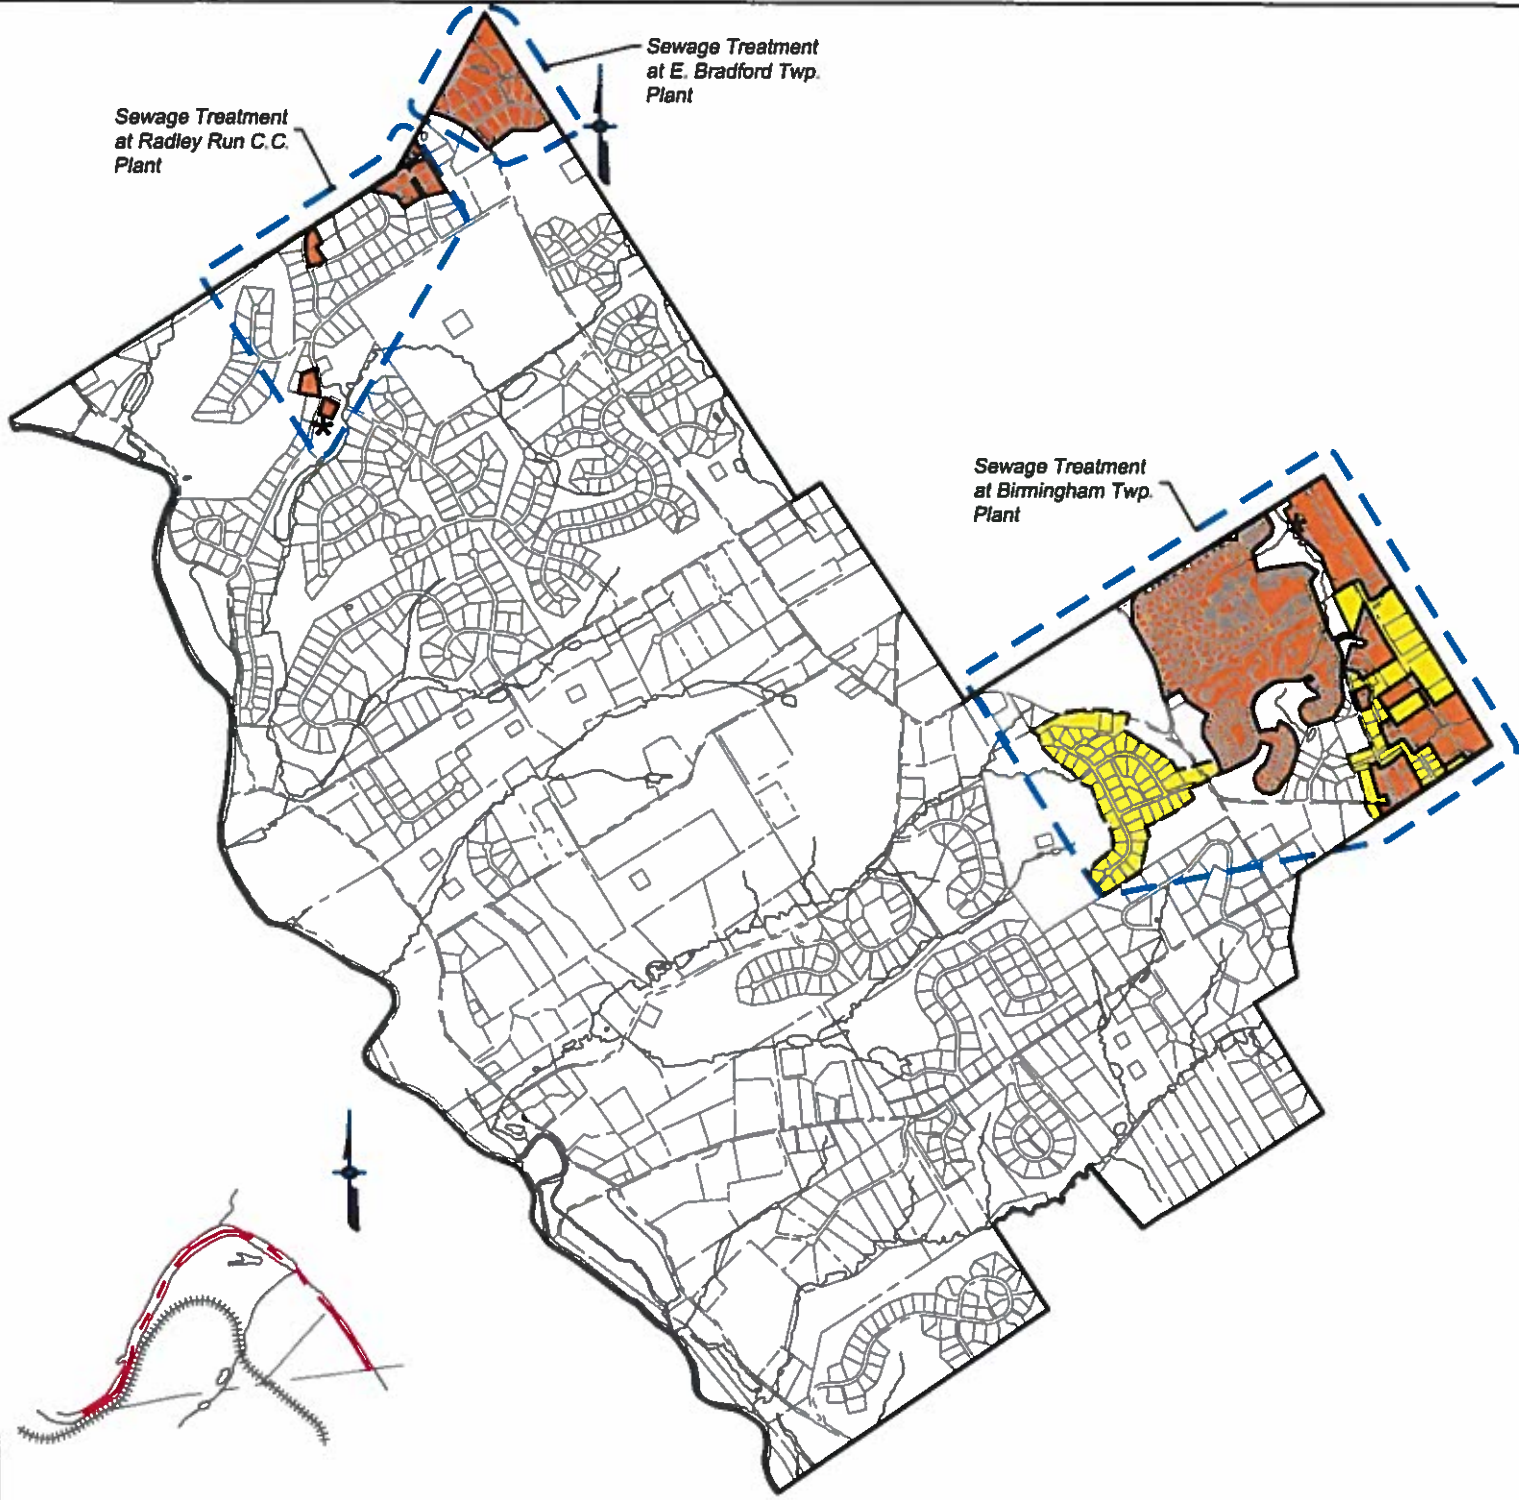 Sewage Treatment
at E. Bradford Twp.
Plant
Sewage Treatment
at Radley Run C.C.
Plant
Sewage Treatment
at Birmingham Twp.
Plant